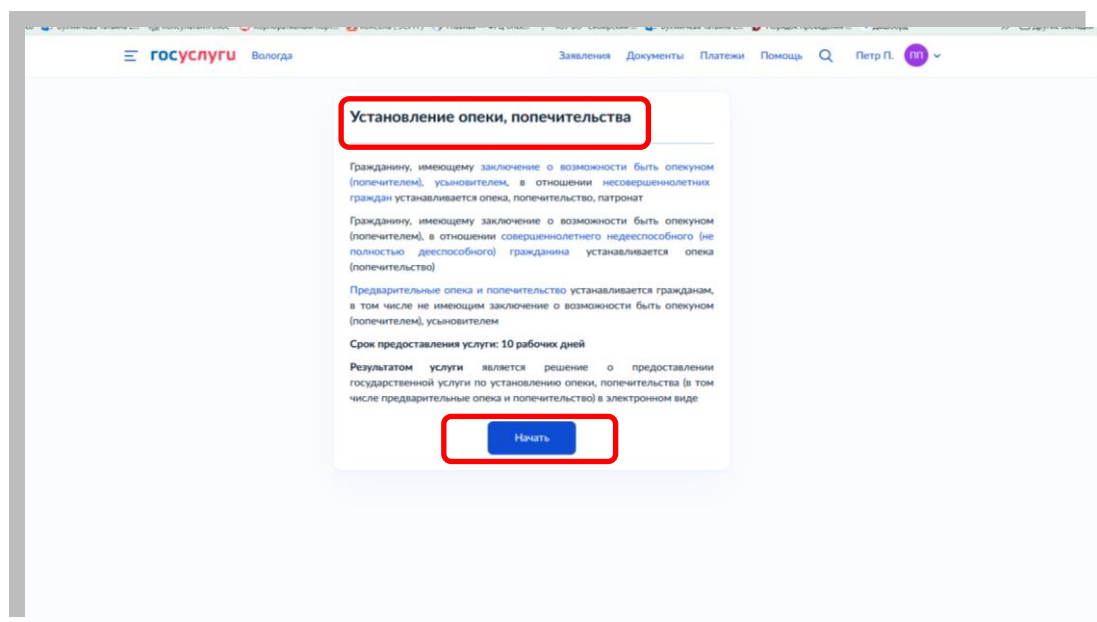 госуслуги Вологда Заявления Документы Платежи Помощь Петр П. ПП
Установление опеки, попечительства
Гражданину, имеющему заключение о возможности быть опекуном
(попечителем), усыновителем, в отношении несовершеннолетних
граждан устанавливается опека, попечительство, патронат
Гражданину, имеющему заключение о возможности быть опекуном
(попечителем), в отношении совершеннолетнего недееспособного (не
полностью дееспособного) гражданина устанавливается опека
(попечительство)
Предварительные опека и попечительство устанавливается гражданам,
в том числе не имеющим заключение о возможности быть опекуном
(попечителем), усыновителем
Срок предоставления услуги: 10 рабочих дней
Результатом услуги является решение о предоставлении
государственной услуги по установлению опеки, попечительства (в том
числе предварительные опека и попечительство) в электронном виде
Начать